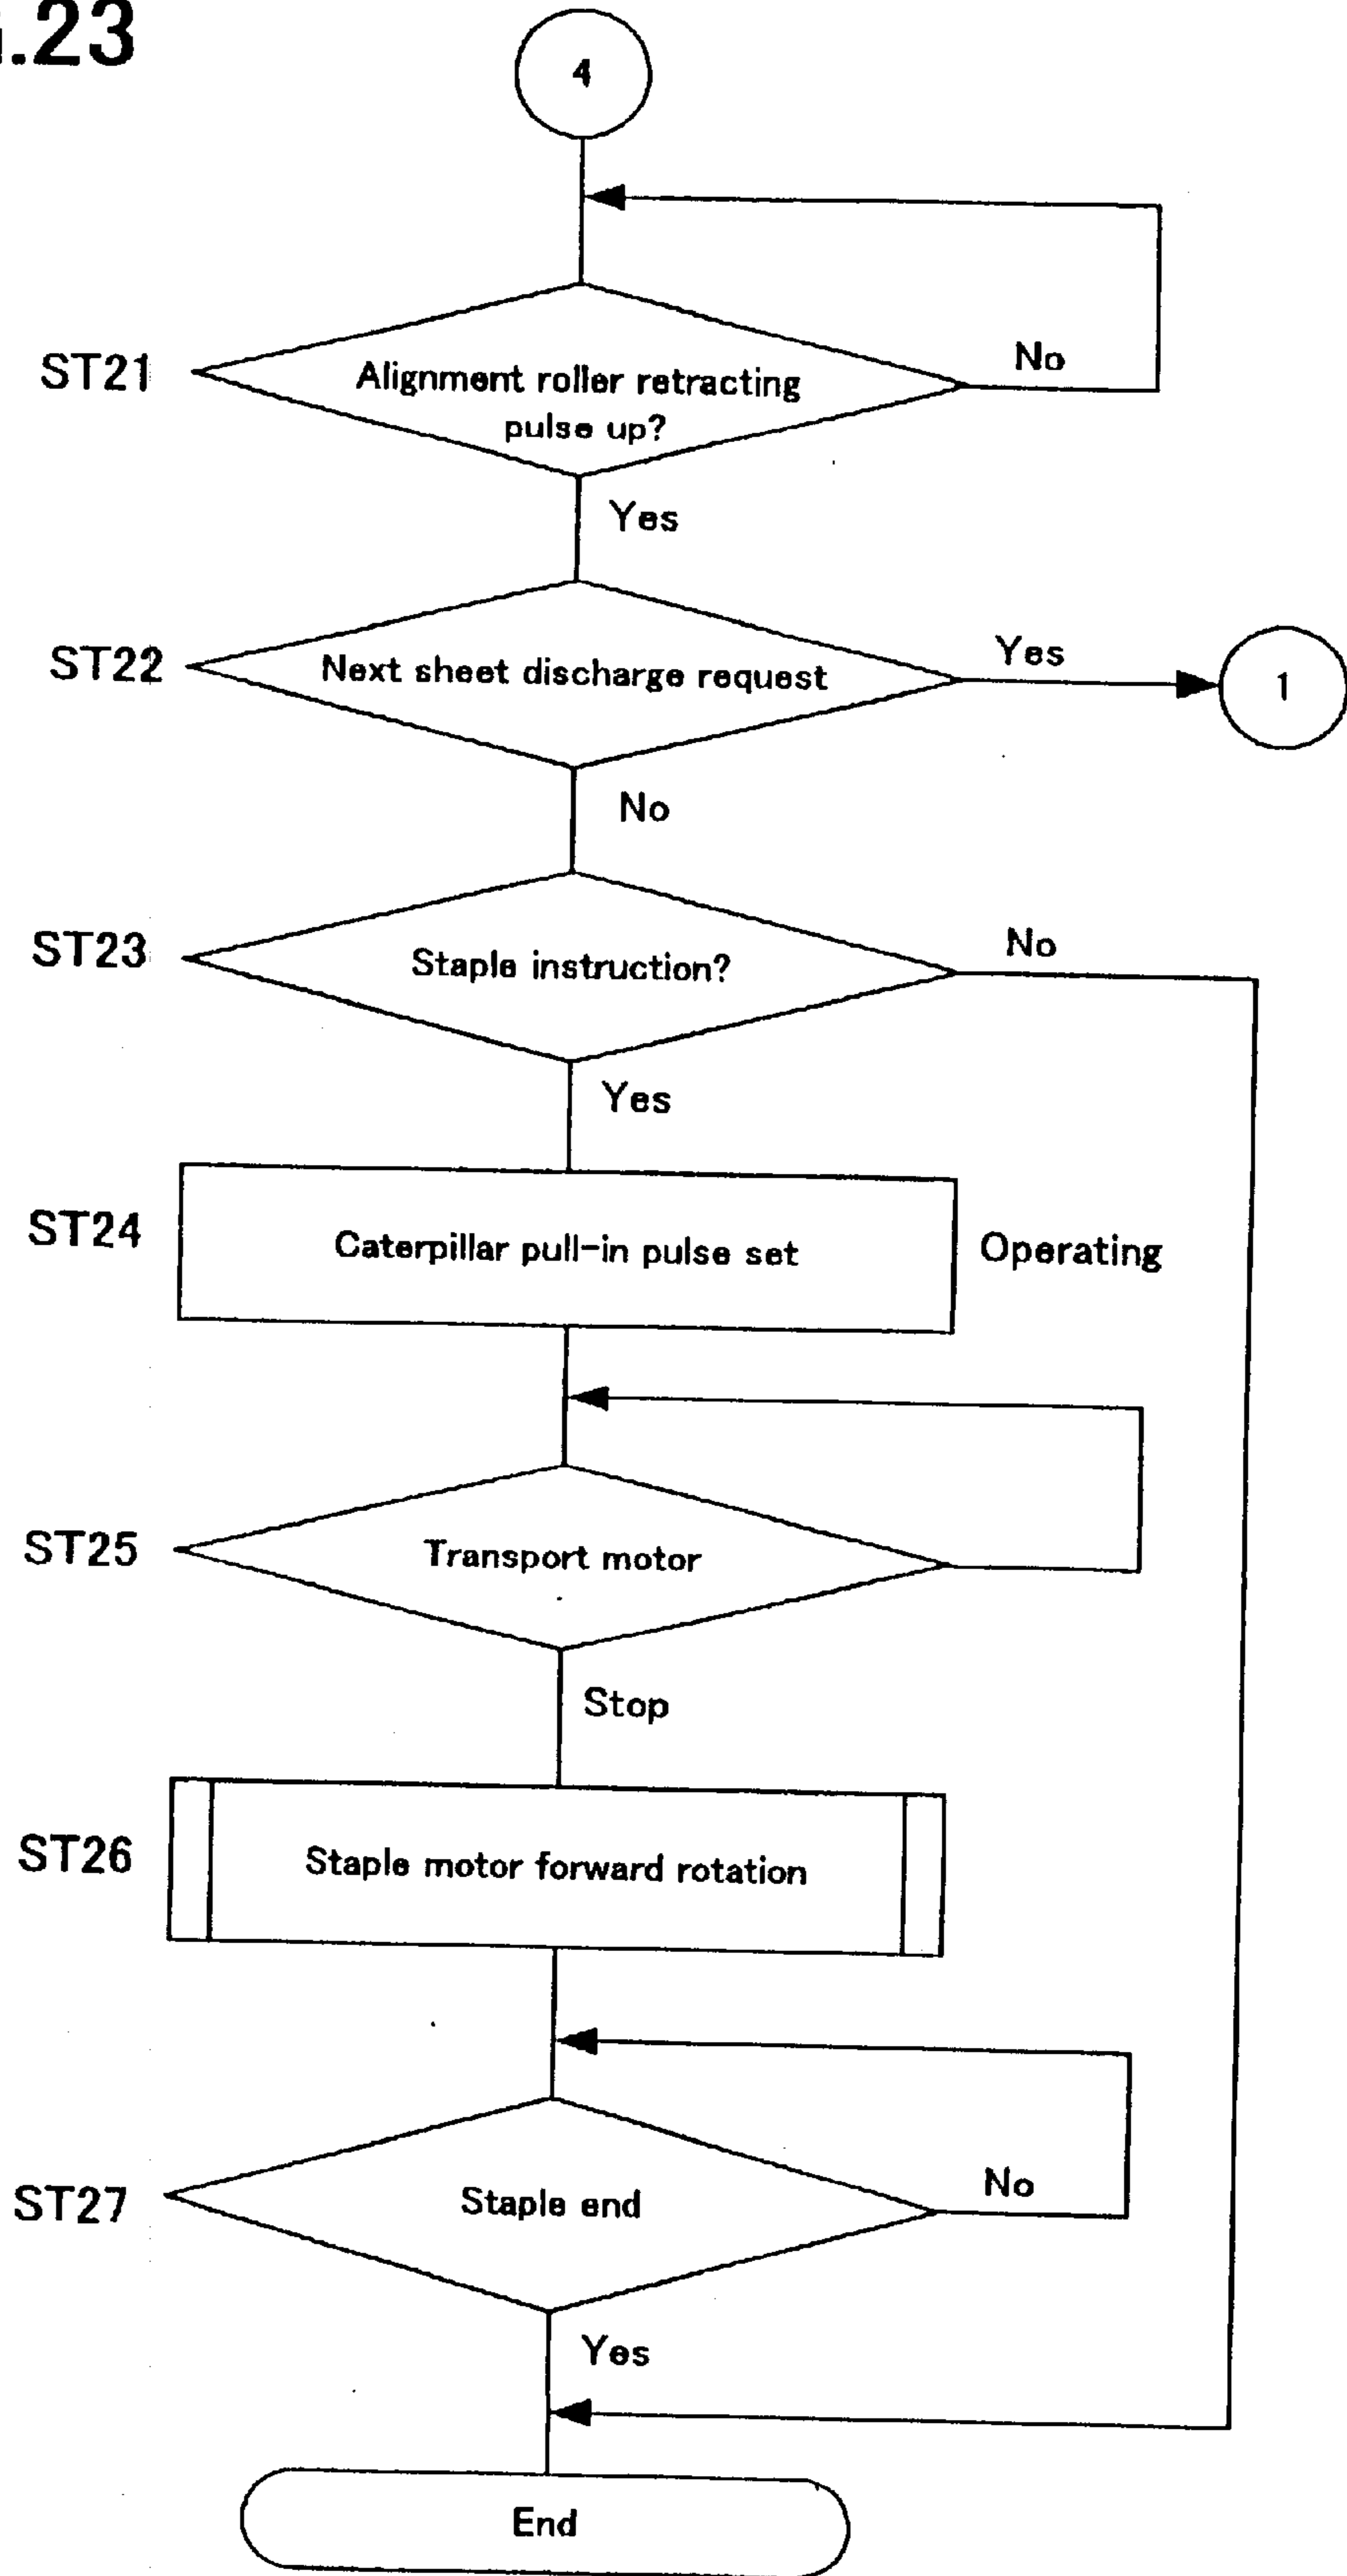 .23
4
ST21
Alignment roller retracting
pulse up?
No
Yes
ST22
Next sheet discharge request
Yes
1
No
ST23
Staple instruction?
No
Yes
ST24
Caterpillar pull-in pulse set
Operating
ST25
Transport motor
Stop
ST26
Staple motor forward rotation
ST27
Staple end
No
Yes
End